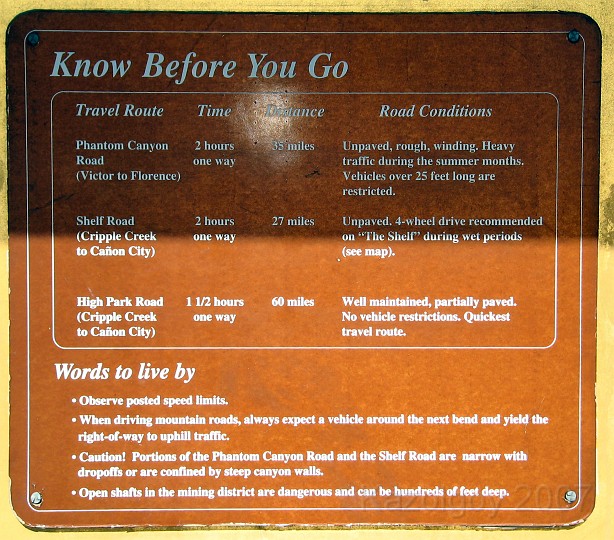 Know Before You Go
Travel Route Time Distance Road Conditions
Phantom Canyon 2 hours 35 miles Unpaved, rough, winding. Heavy
Road one way traffic during the summer months.
(Victor to Florence) Vehicles over 25 feet long are
restricted.
Shelf Road 2 hours 27 miles Unpaved. 4-wheel drive recommended
(Cripple Creek one way on “The Shelf” during wet periods
to Cañon City) (see map).
High Park Road 1 1/2 hours 60 miles Well maintained, partially paved.
(Cripple Creek one way No vehicle restrictions. Quickest
to Cañon City) travel route.
Words to live by
• Observe posted speed limits.
• When driving mountain roads, always expect a vehicle around the next bend and yield the
right-of-way to uphill traffic.
• Caution! Portions of the Phantom Canyon Road and the Shelf Road are narrow with
dropoffs or are confined by steep canyon walls.
• Open shafts in the mining district are dangerous and can be hundreds of feet deep.
2007